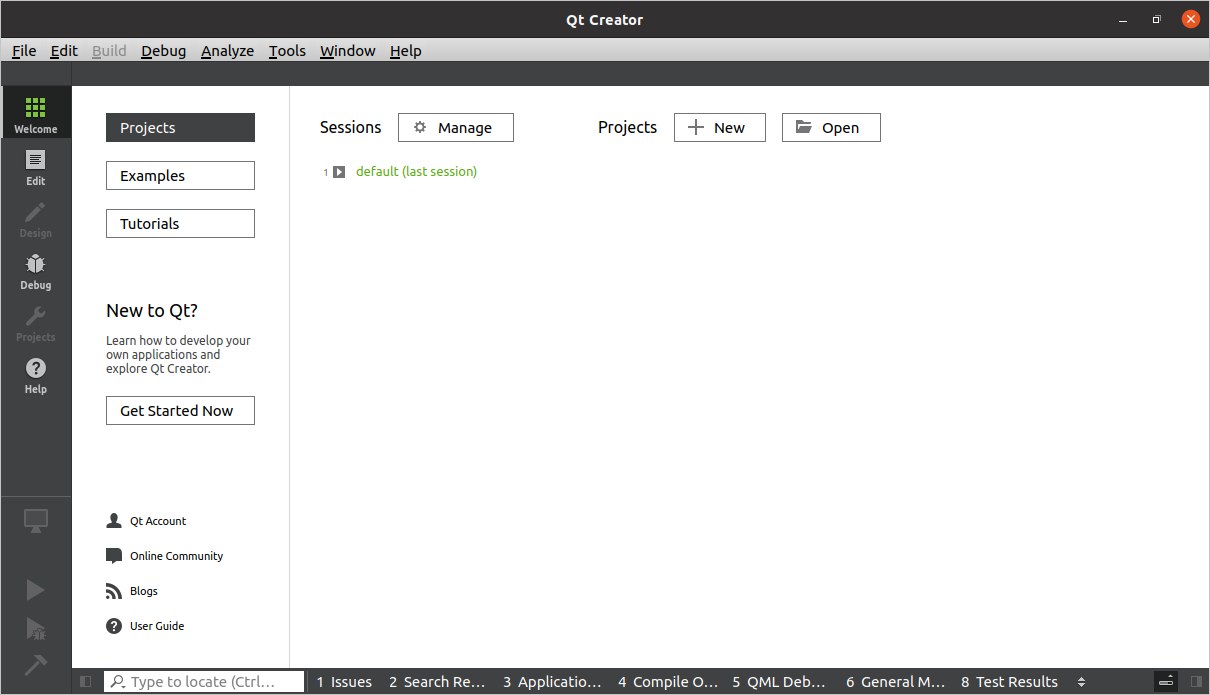 Qt Creator
File Edit Build Debug Analyze Tools Window Help
Welcome
Edit
Design
Debug
Projects
Help
Projects
Examples
Tutorials
New to Qt?
Learn how to develop your
own applications and
explore Qt Creator.
Get Started Now
Qt Account
Online Community
Blogs
User Guide
Sessions Manage Projects New Open
1 default (last session)
Type to locate (Ctrl... 1 Issues 2 Search Re... 3 Applicatio... 4 Compile O... 5 QML Deb... 6 General M... 8 Test Results